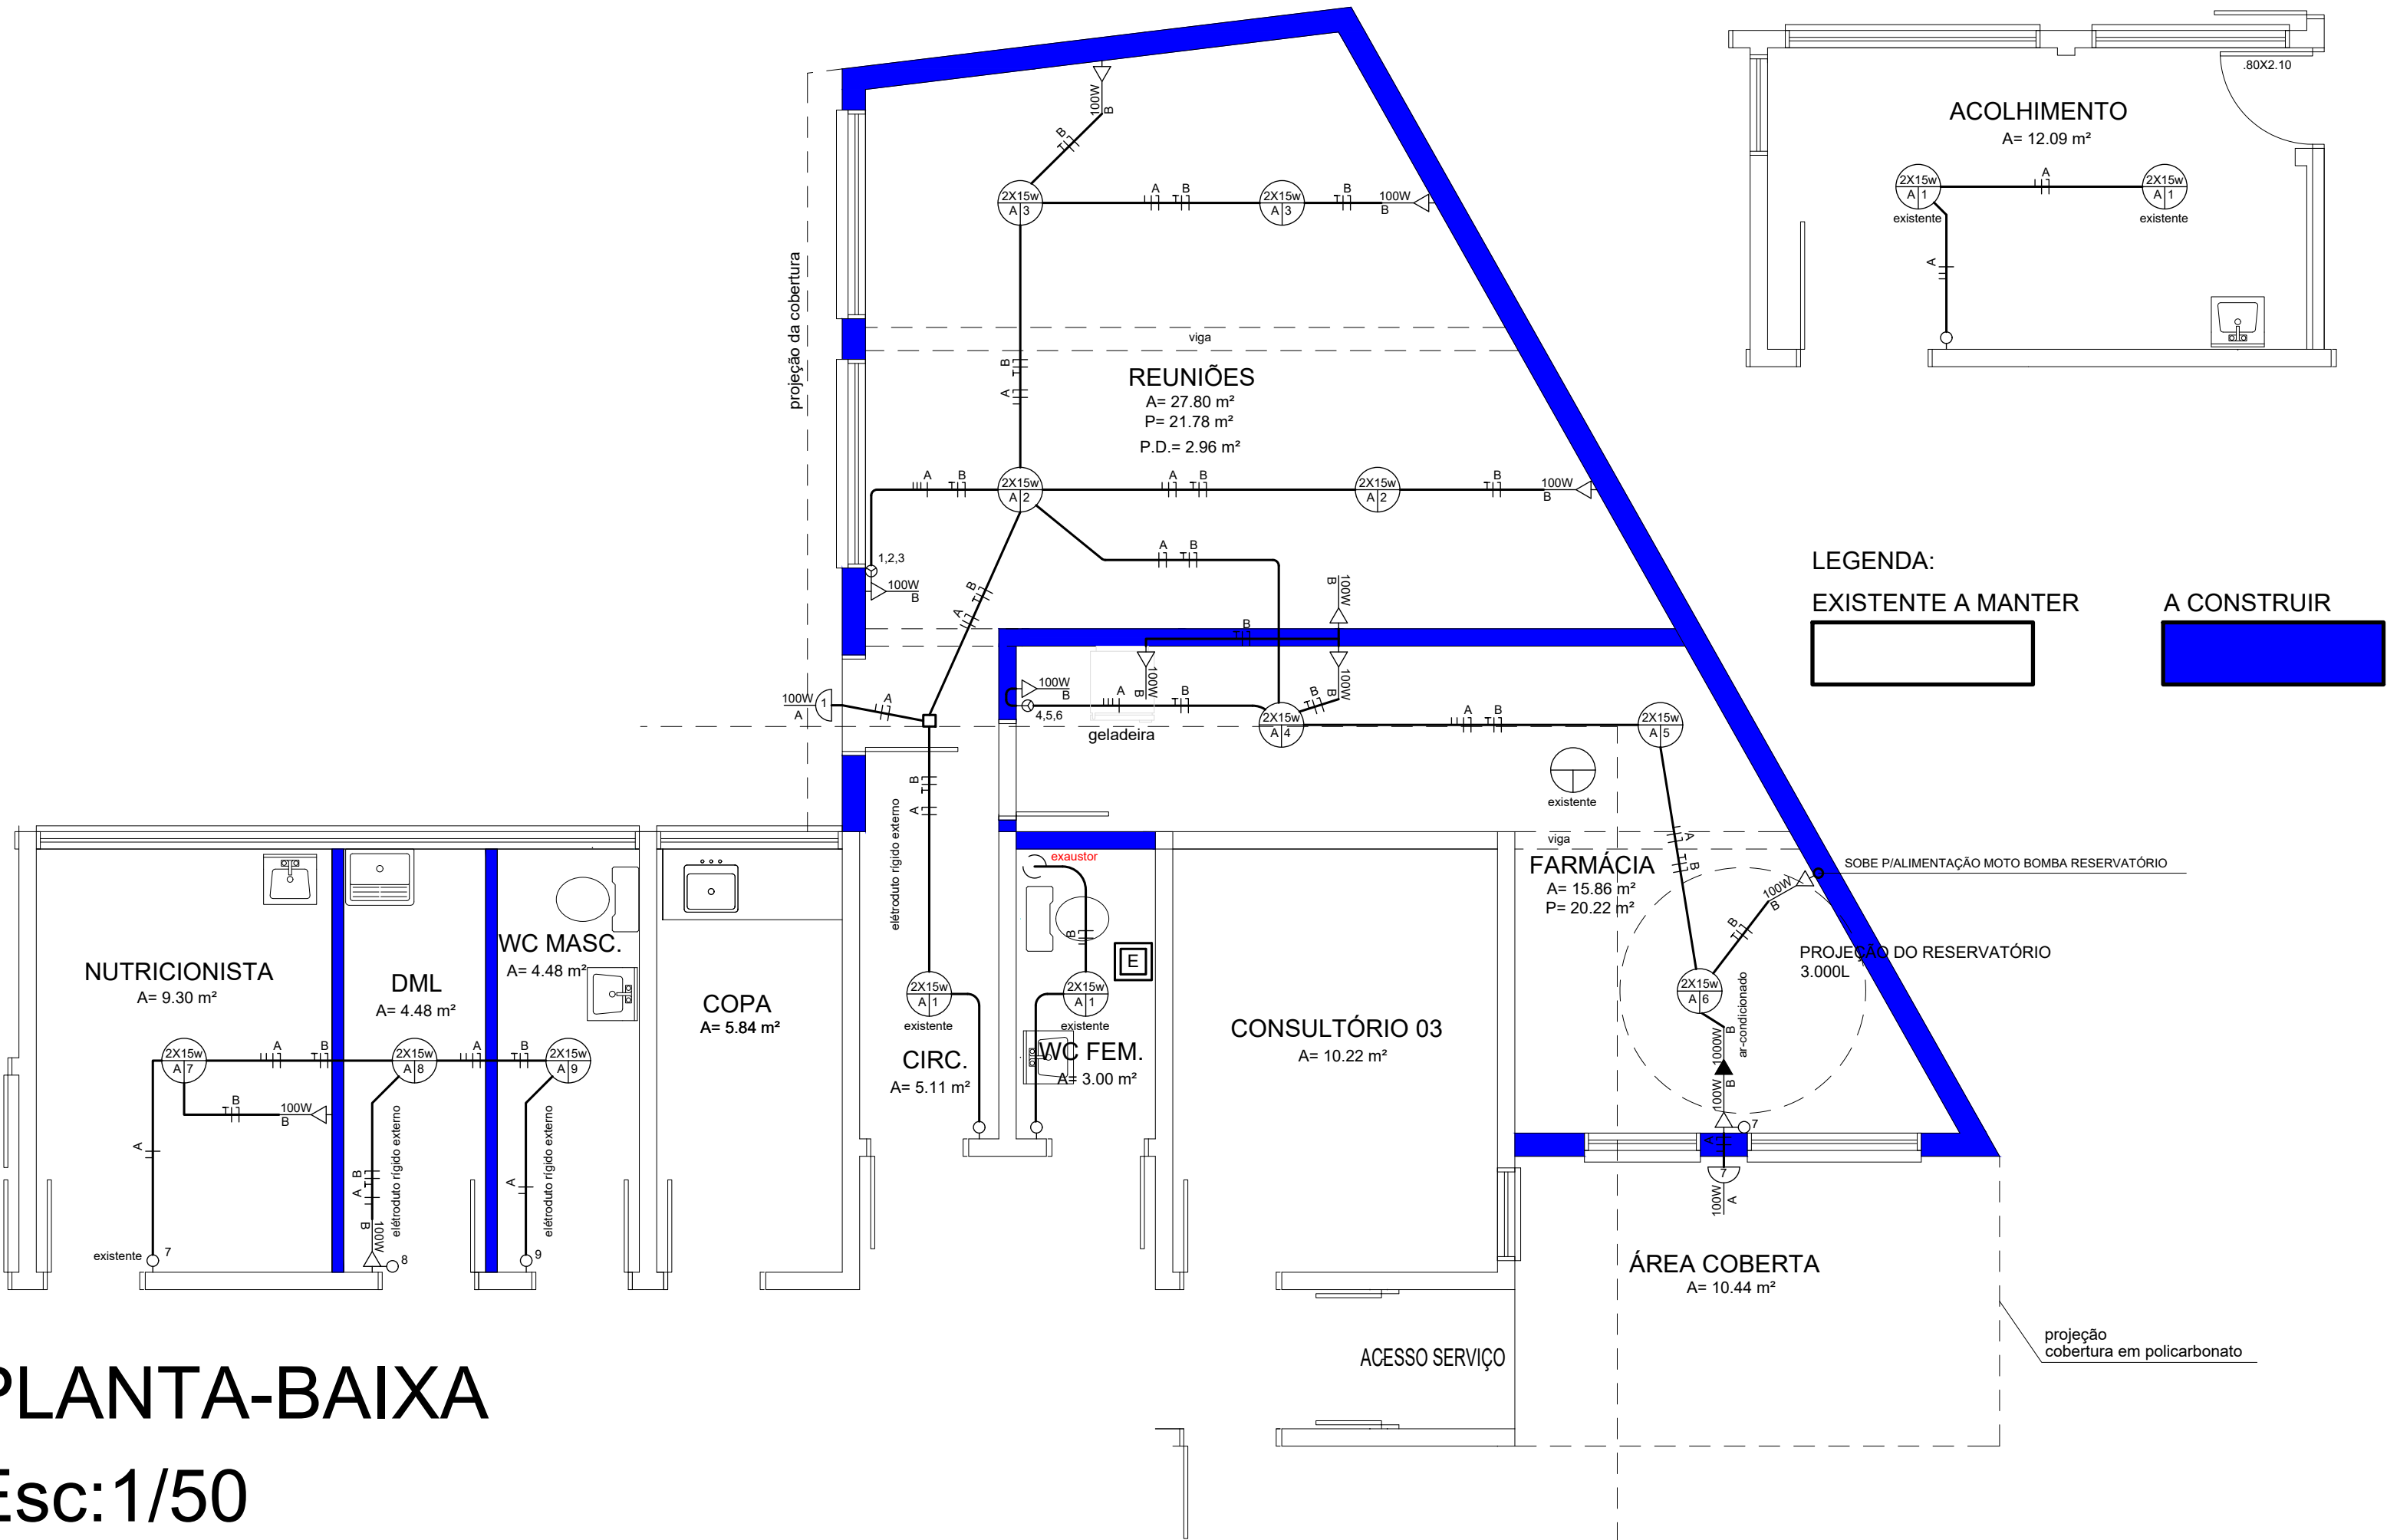 .80X2.10
ACOLHIMENTO
A= 12.09 m²
2X15w
A 1
existente
A
2X15w
A 1
existente
A
100W
B
B
2X15w
A 3
A
B
2X15w
A 3
B
100W
B
projeção da cobertura
viga
B
A
REUNIÕES
A= 27.80 m²
P= 21.78 m²
P.D.= 2.96 m²
A
B
2X15w
A 2
A
B
2X15w
A 2
B
100W
B
1,2,3
100W
B
A
B
A
B
100W
B
B
LEGENDA:
EXISTENTE A MANTER
A CONSTRUIR
100W
A
1
A
100W
B
4,5,6
A
100W
B
B
geladeira
2X15w
A 4
B
100W
B
A
B
2X15w
A 5
existente
B
A
elétroduto rígido externo
exaustor
B
viga
A
B
FARMÁCIA
A= 15.86 m²
P= 20.22 m²
100W
B
B
SOBE P/ALIMENTAÇÃO MOTO BOMBA RESERVATÓRIO
PROJEÇÃO DO RESERVATÓRIO
3.000L
2X15w
A 6
ar-condicionado
1000W
B
100W
B
7
A
7
100W
A
NUTRICIONISTA
A= 9.30 m²
DML
A= 4.48 m²
WC MASC.
A= 4.48 m²
COPA
A= 5.84 m²
2X15w
A 1
existente
CIRC.
A= 5.11 m²
E
2X15w
A 1
existente
WC FEM.
A= 3.00 m²
CONSULTÓRIO 03
A= 10.22 m²
2X15w
A 7
A
B
2X15w
A 8
A
B
2X15w
A 9
B
100W
B
A
existente
7
B
A
100W
B
8
elétroduto rígido externo
A
9
elétroduto rígido externo
ÁREA COBERTA
A= 10.44 m²
ACESSO SERVIÇO
projeção
cobertura em policarbonato
PLANTA-BAIXA
Esc:1/50